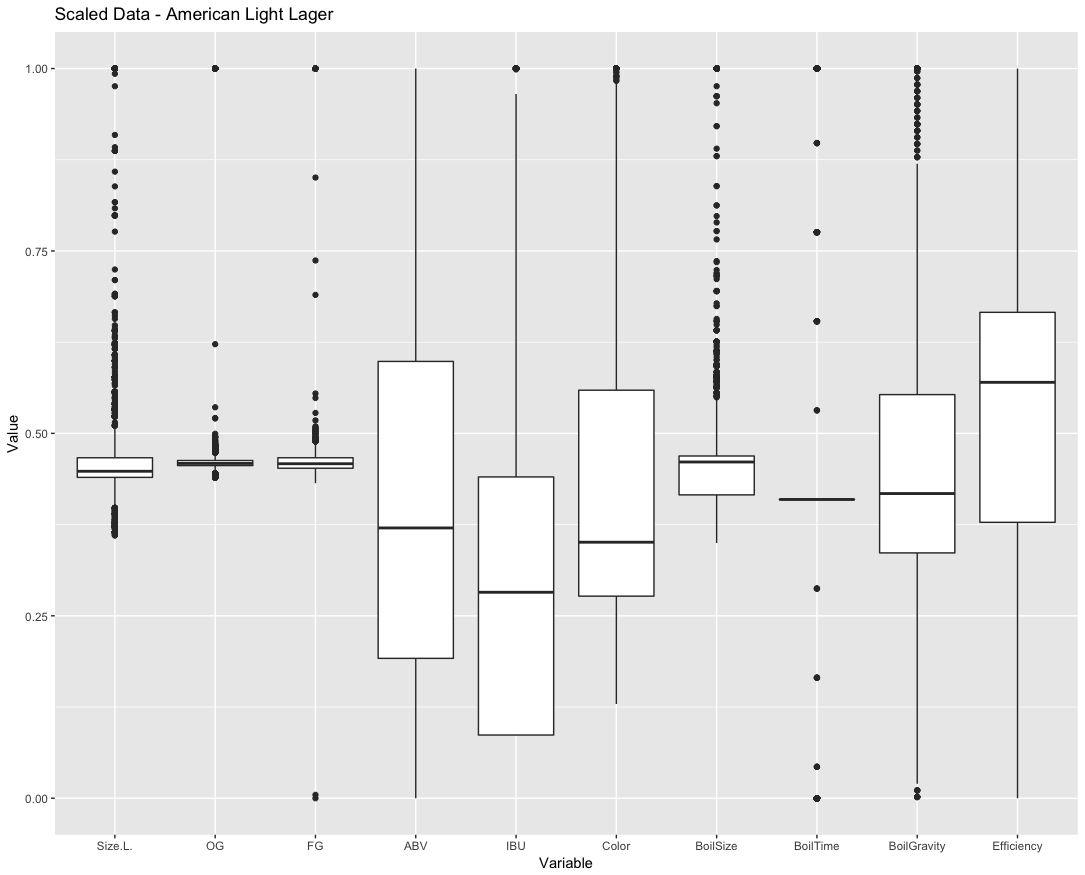 Scaled Data - American Light Lager
1.00
0.75
0.50
0.25
0.00
Value
Size.L. OG FG ABV IBU Color BoilSize BoilTime BoilGravity Efficiency
Variable